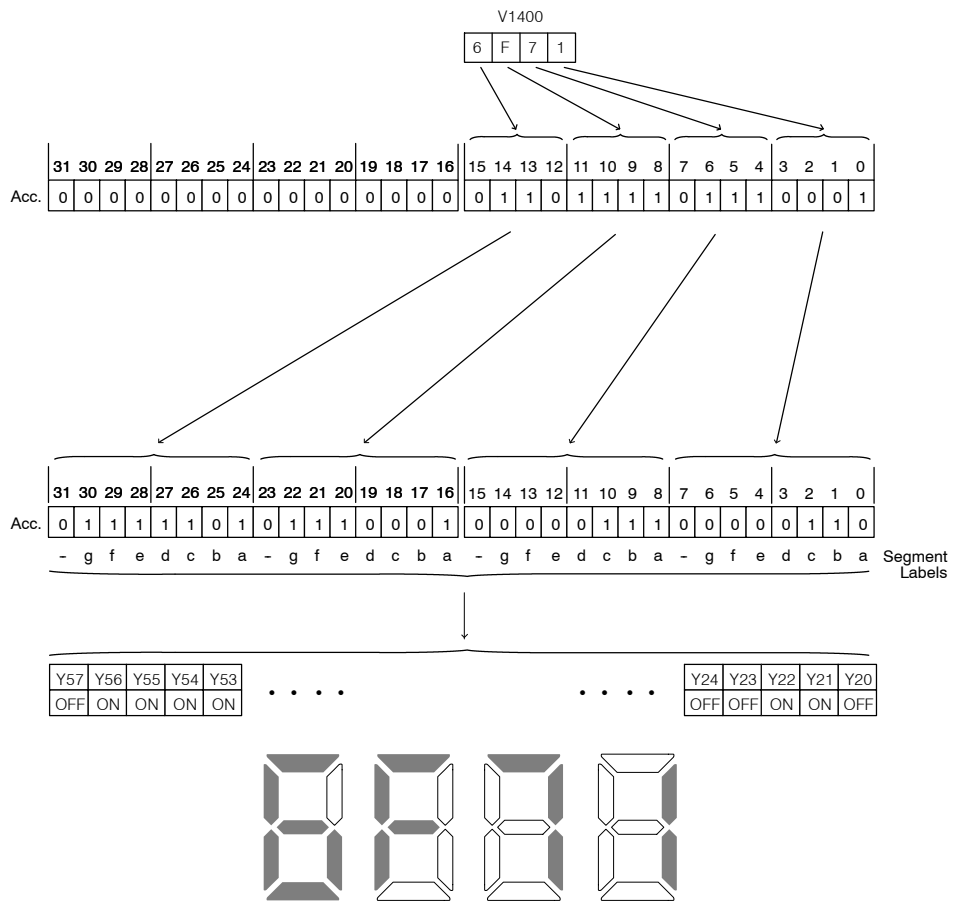 V1400
6 F 7 1
31 30 29 28 27 26 25 24 23 22 21 20 19 18 17 16 15 14 13 12 11 10 9 8 7 6 5 4 3 2 1 0
Acc. 0 0 0 0 0 0 0 0 0 0 0 0 0 0 0 0 0 1 1 0 1 1 1 1 0 1 1 1 0 0 0 1
31 30 29 28 27 26 25 24 23 22 21 20 19 18 17 16 15 14 13 12 11 10 9 8 7 6 5 4 3 2 1 0
Acc. 0 1 1 1 1 1 0 1 0 1 1 1 0 0 0 1 0 0 0 0 0 1 1 1 0 0 0 0 0 1 1 0
- g f e d c b a - g f e d c b a - g f e d c b a - g f e d c b a Segment
Labels
Y57 Y56 Y55 Y54 Y53 . . . . . . . . Y24 Y23 Y22 Y21 Y20
OFF ON ON ON ON OFF OFF ON ON OFF